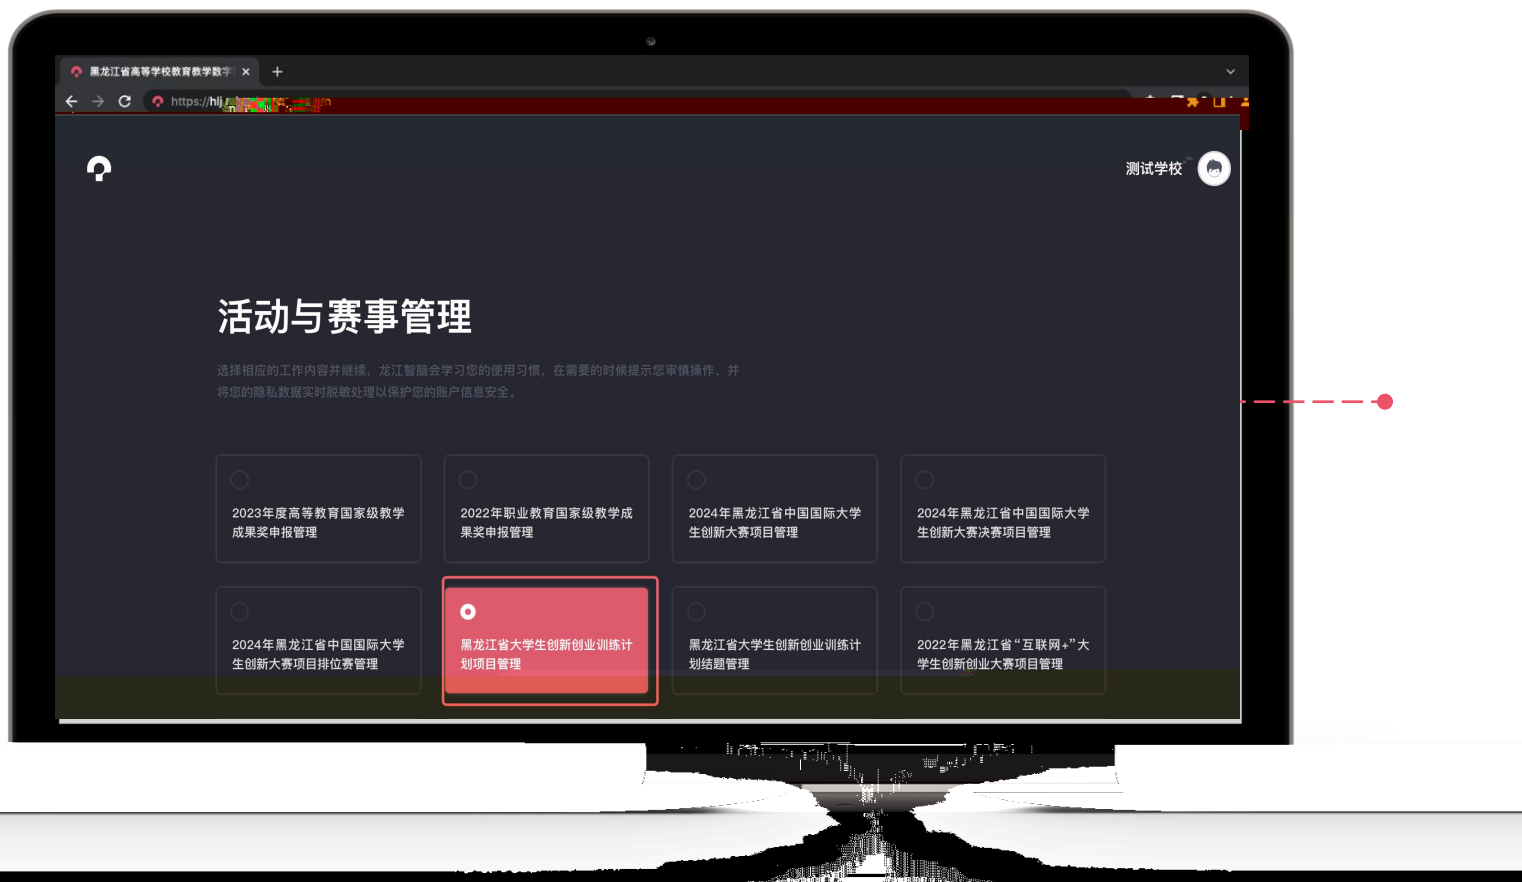 黑龙江省高等学校教育教学数字
https://hlj
测试学校
活动与赛事管理
选择相应的工作内容并继续，龙江智脑会学习您的使用习惯，在需要的时候提示您审慎操作，并
将您的隐私数据实时脱敏处理以保护您的账户信息安全。
2023年度高等教育国家级教学
成果奖申报管理
2022年职业教育国家级教学成
果奖申报管理
2024年黑龙江省中国国际大学
生创新大赛项目管理
2024年黑龙江省中国国际大学
生创新大赛决赛项目管理
2024年黑龙江省中国国际大学
生创新大赛项目排位赛管理
黑龙江省大学生创新创业训练计
划项目管理
黑龙江省大学生创新创业训练计
划结题管理
2022年黑龙江省“互联网+”大
学生创新创业大赛项目管理